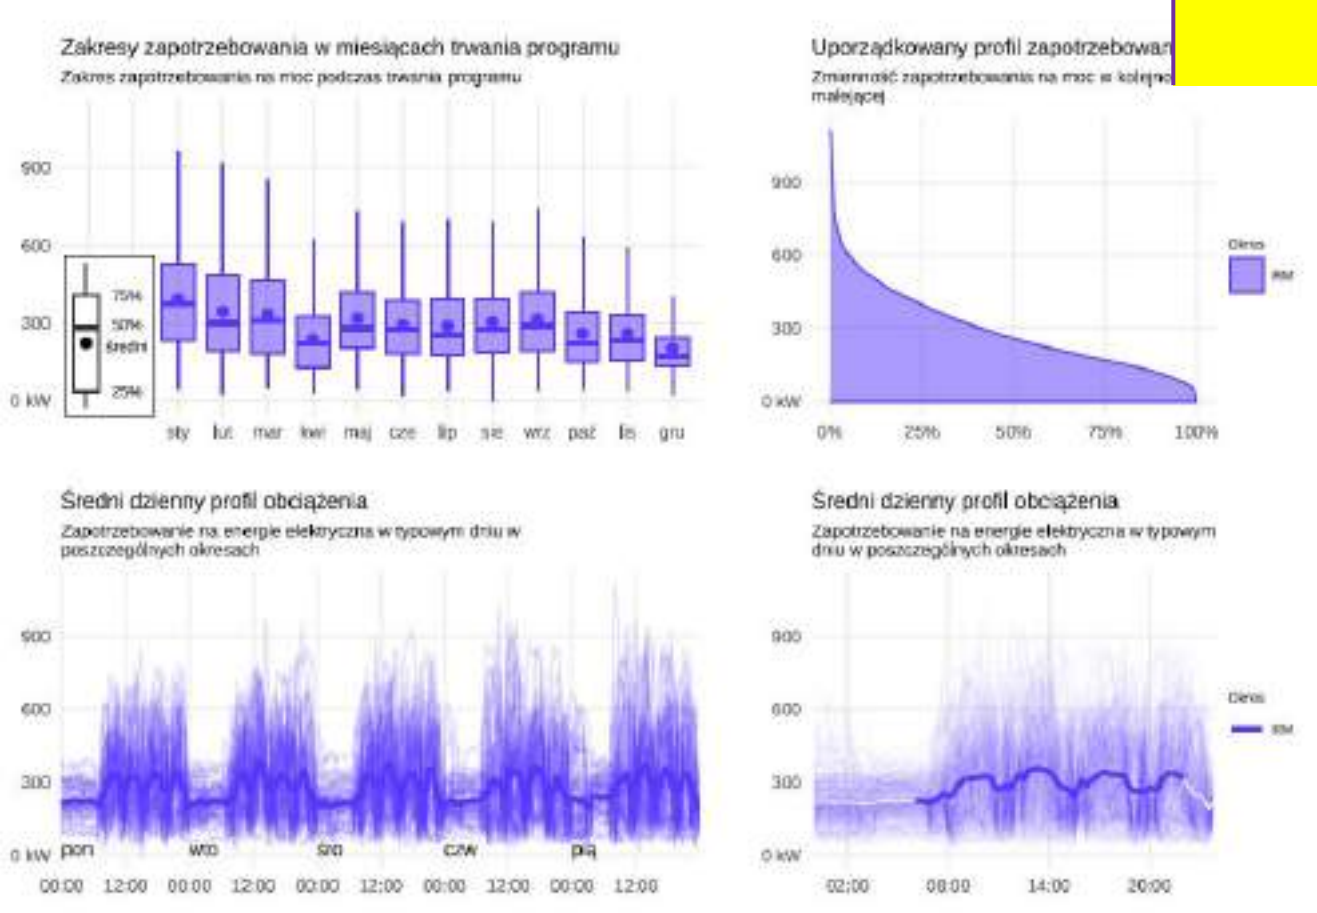 Zakresy zapotrzebowania w miesiącach trwania programu
Zakres zapotrzebowania na moc podczas trwania programu
900
600
300
0 kW
75%
50%
średni
25%
sty lut mar kwi maj cze lip sie wrz paź lis gru
Uporządkowany profil zapotrzebowan
Zmienność zapotrzebowania na moc w kolejno
malejącej
900
600
300
0 kW
0% 25% 50% 75% 100%
Okres
Średni dzienny profil obciążenia
Zapotrzebowanie na energie elektryczna w typowym dniu w
poszczególnych okresach
900
600
300
0 kW
pon wto śro czw pią
00:00 12:00 00:00 12:00 00:00 12:00 00:00 12:00 00:00 12:00
Średni dzienny profil obciążenia
Zapotrzebowanie na energie elektryczna w typowym
dniu w poszczególnych okresach
900
600
300
0 kW
02:00 08:00 14:00 20:00
Okres